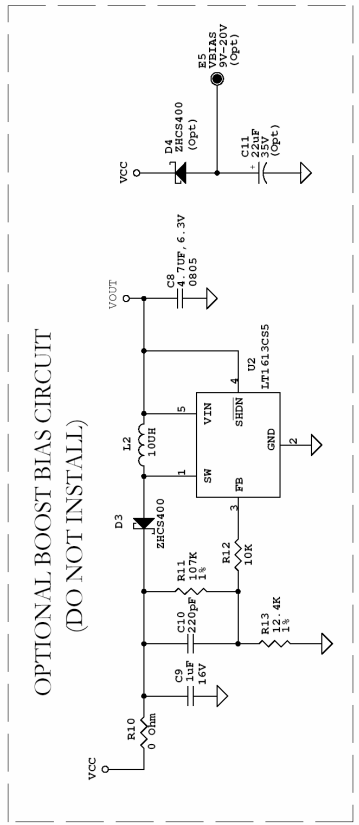 OPTIONAL BOOST BIAS CIRCUIT
(DO NOT INSTALL)
VCC
R10
0 Ohm
C9
1uF
16V
C10
220pF
R11
107K
1%
R13
12.4K
1%
R12
10K
D3
ZHCS400
L2
10UH
1
SW
5
VIN
3
FB
4
SHDN
GND
2
U2
LT1613CS5
VOUT
C8
4.7UF,6.3V
0805
VCC
D4
ZHCS400
(Opt)
+
C11
22uF
35V
(Opt)
E5
VBIAS
9V-20V
(Opt)